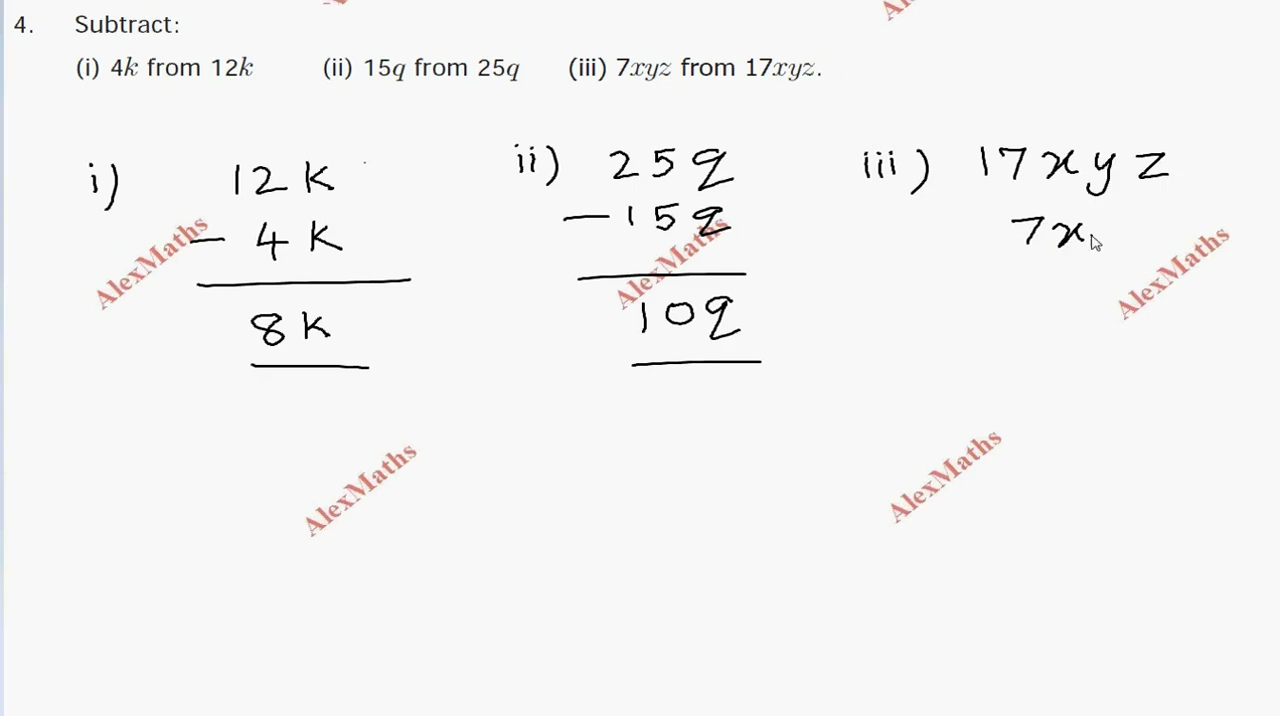 4. Subtract:
(i) 4k from 12k (ii) 15q from 25q (iii) 7xyz from 17xyz.
i) 12k ii) 25q iii) 17xyz
- 4k - 15q 7x
8k 10q
AlexMaths
AlexMaths
AlexMaths
AlexMaths
AlexMaths